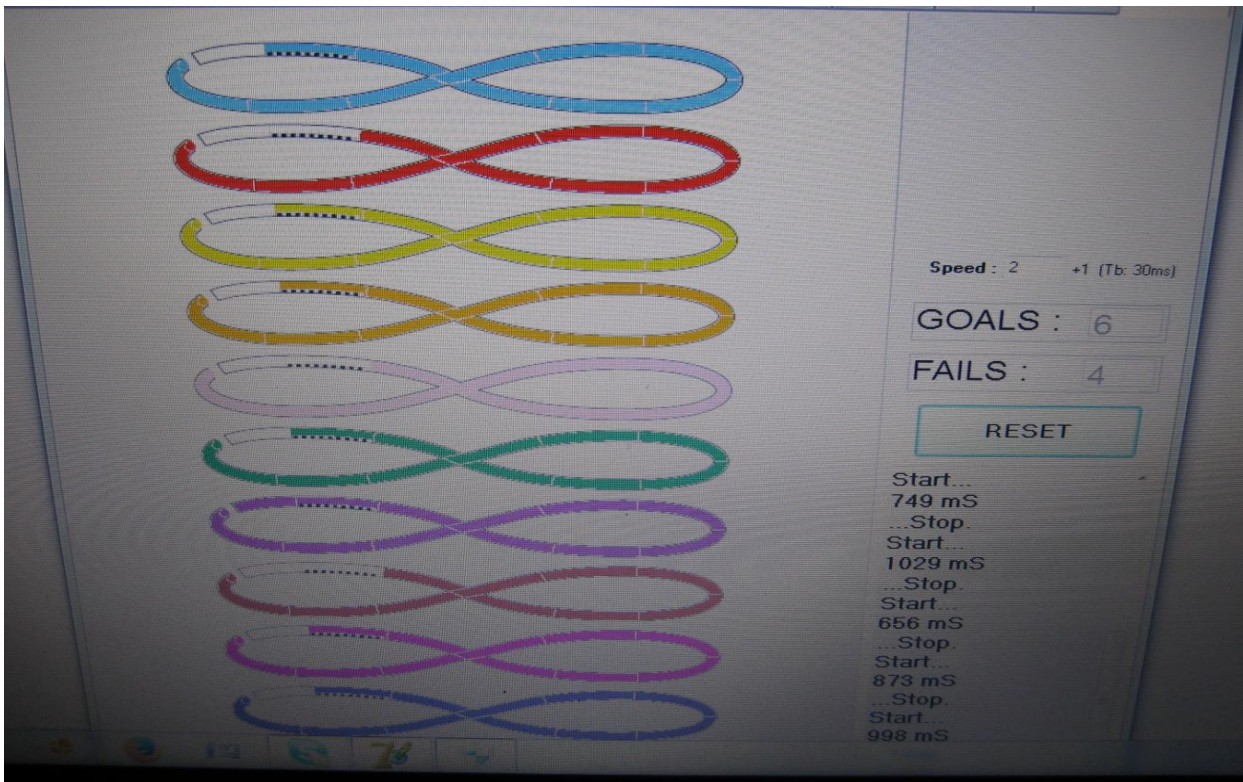 Speed : 2 +1 (Tb: 30ms)
GOALS : 6
FAILS : 4
RESET
Start...
749 mS
...Stop.
Start...
1029 mS
...Stop.
Start...
656 mS
...Stop.
Start...
873 mS
...Stop.
Start...
998 mS